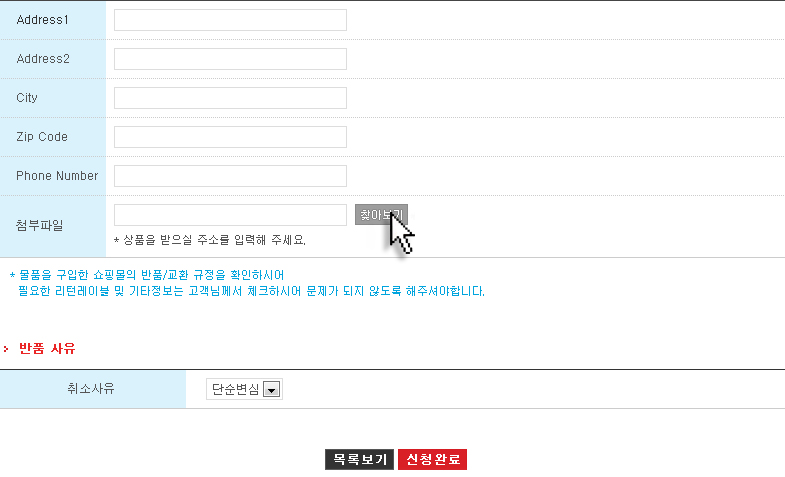 Address1
Address2
City
Zip Code
Phone Number
첨부파일
찾아보기
* 상품을 받으실 주소를 입력해 주세요.
* 물품을 구입한 쇼핑몰의 반품/교환 규정을 확인하시어
필요한 리턴레이블 및 기타정보는 고객님께서 체크하시어 문제가 되지 않도록 해주셔야합니다.
반품 사유
취소사유 단순변심
목록보기 신청완료